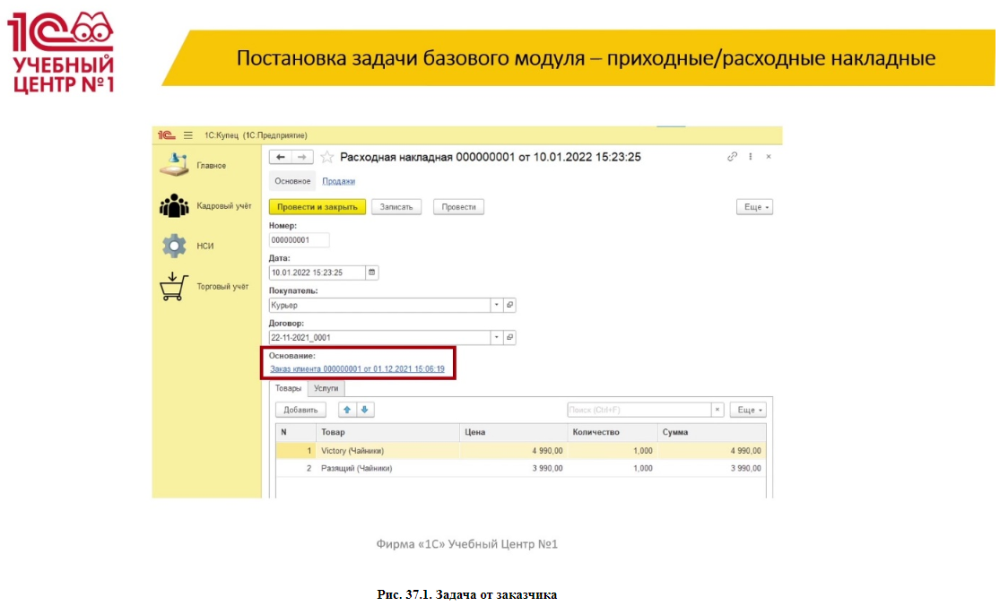 1С
УЧЕБНЫЙ
ЦЕНТР №1
Постановка задачи базового модуля – приходные/расходные накладные
1С 1С:Купец (1С:Предприятие)
Главное
Кадровый учёт
НСИ
Торговый учёт
Расходная накладная 000000001 от 10.01.2022 15:23:25
Основное Продажи
Провести и закрыть Записать Провести Еще
Номер:
000000001
Дата:
10.01.2022 15:23:25
Покупатель:
Курьер
Договор:
22-11-2021_0001
Основание:
Заказ клиента 000000001 от 01.12.2021 15:06:19
Товары Услуги
Добавить Поиск (Ctrl+F) × Еще
N Товар Цена Количество Сумма
1 Victory (Чайники) 4 990,00 1,000 4 990,00
2 Разящий (Чайники) 3 990,00 1,000 3 990,00
Фирма «1С» Учебный Центр №1
Рис. 37.1. Задача от заказчика